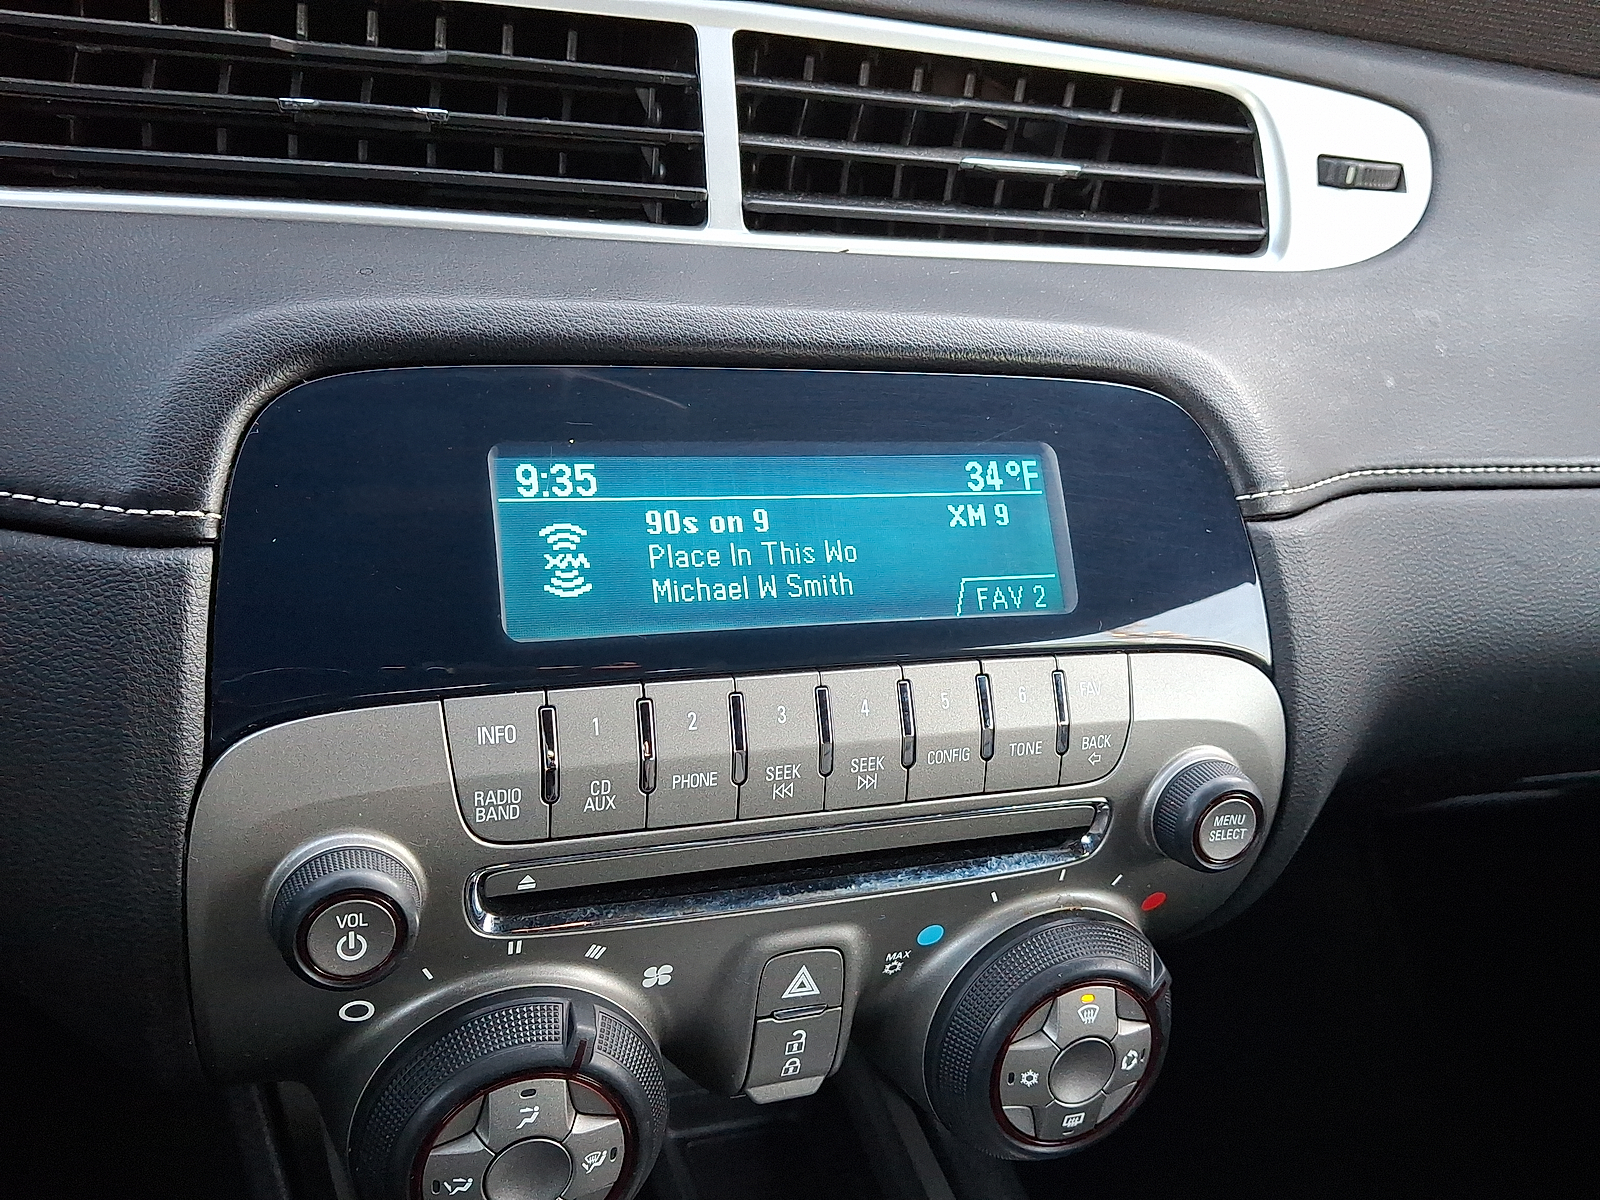 9:35 34°F
90s on 9 XM 9
XM Place In This Wo
Michael W Smith
FAV 2
INFO 1 2 3 4 5 6 FAV
RADIO BAND
CD AUX
PHONE
SEEK
SEEK
CONFIG
TONE
BACK
MENU SELECT
VOL
MAX